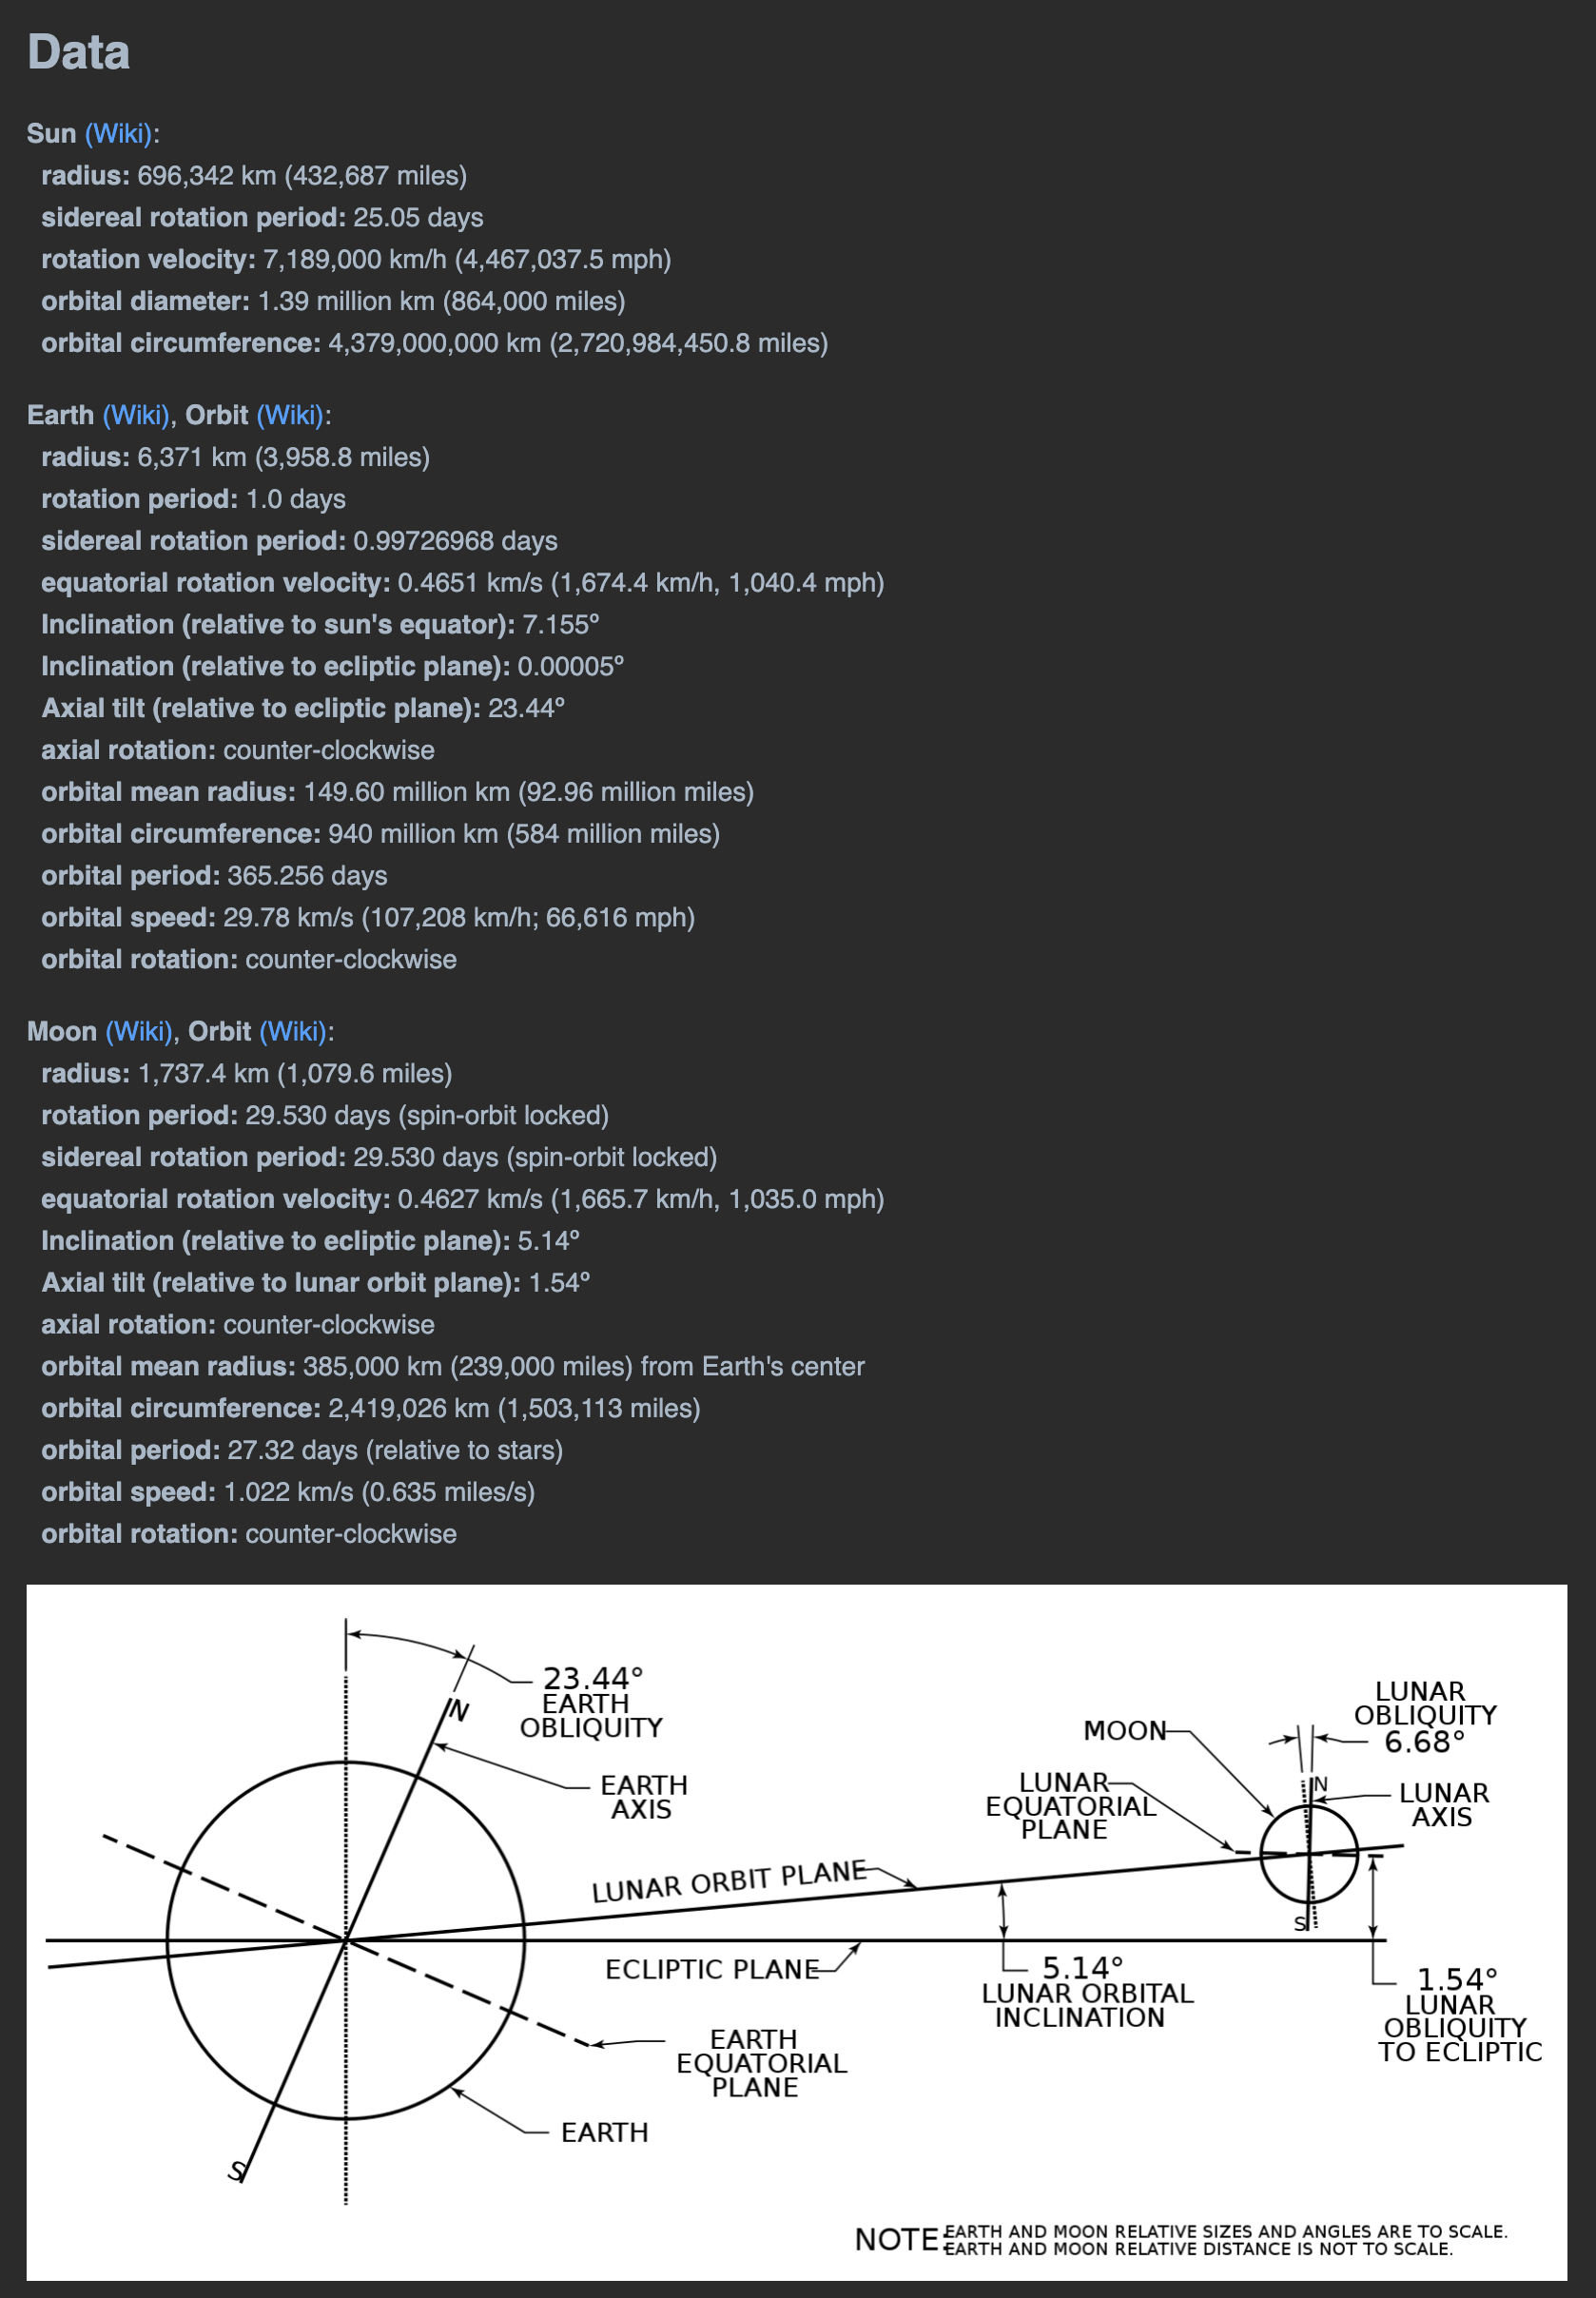 Data
Sun (Wiki):
radius: 696,342 km (432,687 miles)
sidereal rotation period: 25.05 days
rotation velocity: 7,189,000 km/h (4,467,037.5 mph)
orbital diameter: 1.39 million km (864,000 miles)
orbital circumference: 4,379,000,000 km (2,720,984,450.8 miles)
Earth (Wiki), Orbit (Wiki):
radius: 6,371 km (3,958.8 miles)
rotation period: 1.0 days
sidereal rotation period: 0.99726968 days
equatorial rotation velocity: 0.4651 km/s (1,674.4 km/h, 1,040.4 mph)
Inclination (relative to sun's equator): 7.155º
Inclination (relative to ecliptic plane): 0.00005º
Axial tilt (relative to ecliptic plane): 23.44º
axial rotation: counter-clockwise
orbital mean radius: 149.60 million km (92.96 million miles)
orbital circumference: 940 million km (584 million miles)
orbital period: 365.256 days
orbital speed: 29.78 km/s (107,208 km/h; 66,616 mph)
orbital rotation: counter-clockwise
Moon (Wiki), Orbit (Wiki):
radius: 1,737.4 km (1,079.6 miles)
rotation period: 29.530 days (spin-orbit locked)
sidereal rotation period: 29.530 days (spin-orbit locked)
equatorial rotation velocity: 0.4627 km/s (1,665.7 km/h, 1,035.0 mph)
Inclination (relative to ecliptic plane): 5.14º
Axial tilt (relative to lunar orbit plane): 1.54º
axial rotation: counter-clockwise
orbital mean radius: 385,000 km (239,000 miles) from Earth's center
orbital circumference: 2,419,026 km (1,503,113 miles)
orbital period: 27.32 days (relative to stars)
orbital speed: 1.022 km/s (0.635 miles/s)
orbital rotation: counter-clockwise
23.44°
EARTH
OBLIQUITY
N
EARTH
AXIS
LUNAR
OBLIQUITY
6.68°
MOON
N
LUNAR
AXIS
LUNAR
EQUATORIAL
PLANE
LUNAR ORBIT PLANE
S
ECLIPTIC PLANE
5.14°
LUNAR ORBITAL
INCLINATION
1.54°
LUNAR
OBLIQUITY
TO ECLIPTIC
EARTH
EQUATORIAL
PLANE
EARTH
S
NOTE: EARTH AND MOON RELATIVE SIZES AND ANGLES ARE TO SCALE.
EARTH AND MOON RELATIVE DISTANCE IS NOT TO SCALE.